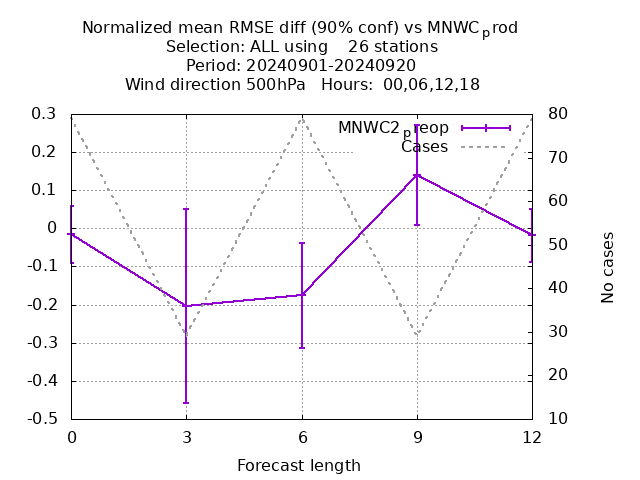 Normalized mean RMSE diff (90% conf) vs MNWCprod
Selection: ALL using    26 stations
Period: 20240901-20240920
Wind direction 500hPa   Hours:  00,06,12,18
MNWC2preop
Cases
0.3
0.2
0.1
0
-0.1
-0.2
-0.3
-0.4
-0.5
80
70
60
50
40
30
20
10
No cases
0 3 6 9 12
Forecast length